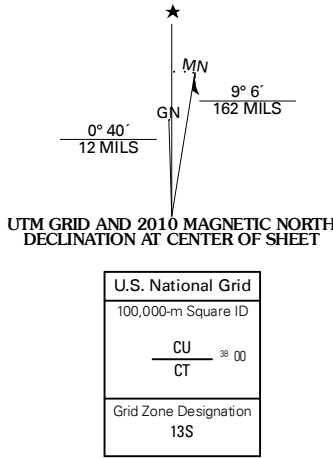 ★
MN
GN
9° 6´
162 MILS
0° 40´
12 MILS
UTM GRID AND 2010 MAGNETIC NORTH
DECLINATION AT CENTER OF SHEET
U.S. National Grid
100,000-m Square ID
CU
38 00
CT
Grid Zone Designation
13S